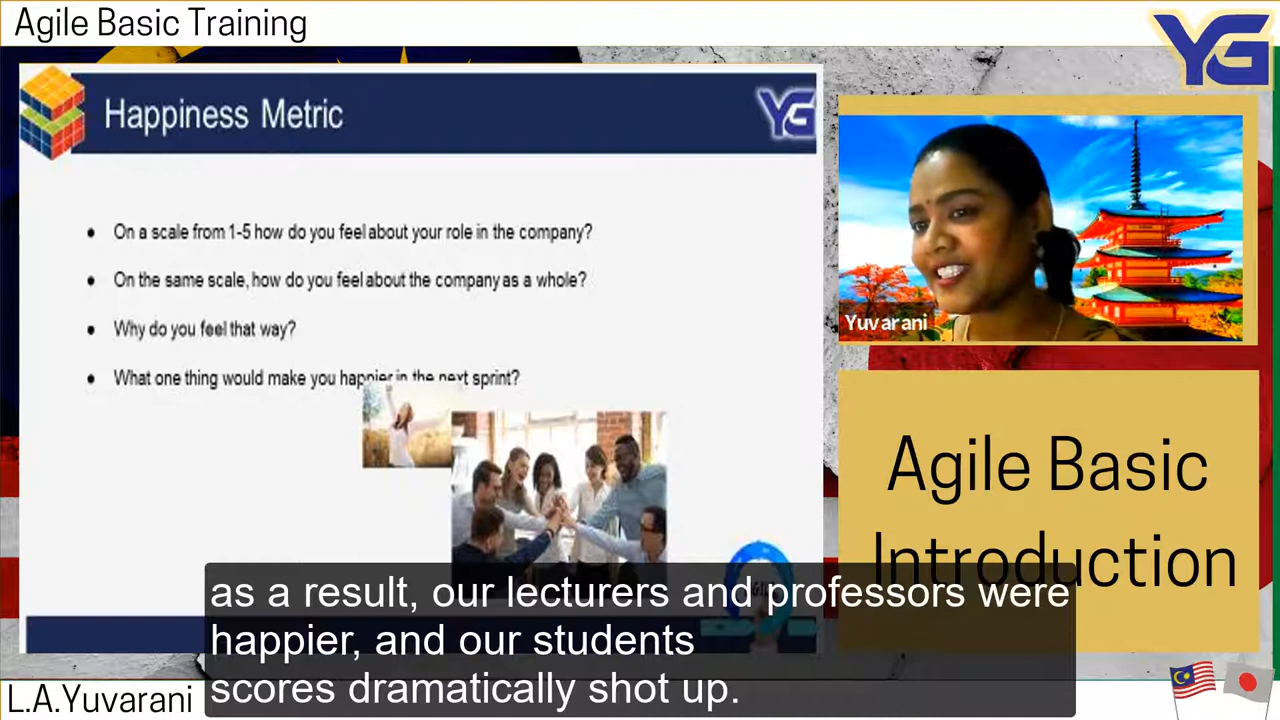 Agile Basic Training
YG
Happiness Metric
YG
• On a scale from 1-5 how do you feel about your role in the company?
• On the same scale, how do you feel about the company as a whole?
• Why do you feel that way?
• What one thing would make you happier in the next sprint?
Yuvarani
Agile Basic
Introduction
as a result, our lecturers and professors were
happier, and our students
scores dramatically shot up.
L.A.Yuvarani